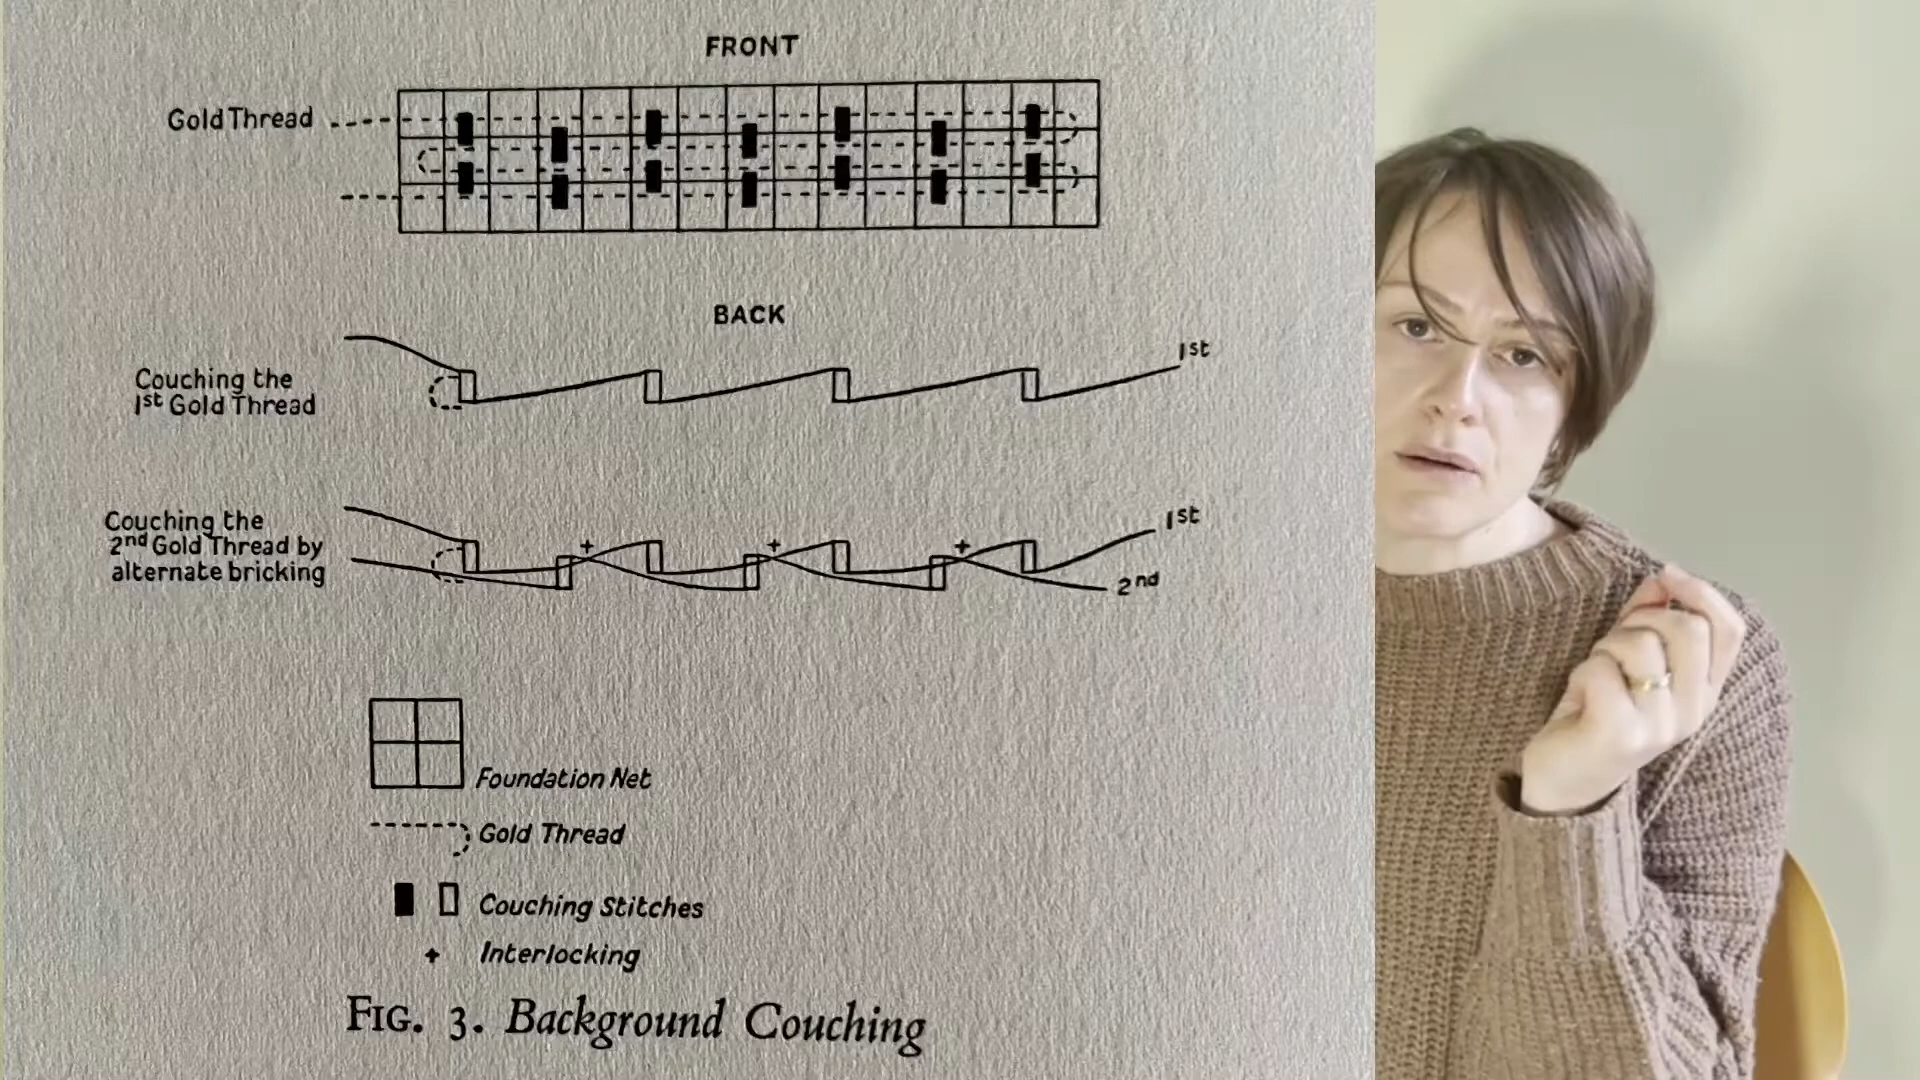 FRONT
Gold Thread
BACK
1st
Couching the
1st Gold Thread
1st
Couching the
2nd Gold Thread by
alternate bricking
2nd
Foundation Net
Gold Thread
Couching Stitches
+ Interlocking
FIG. 3. Background Couching